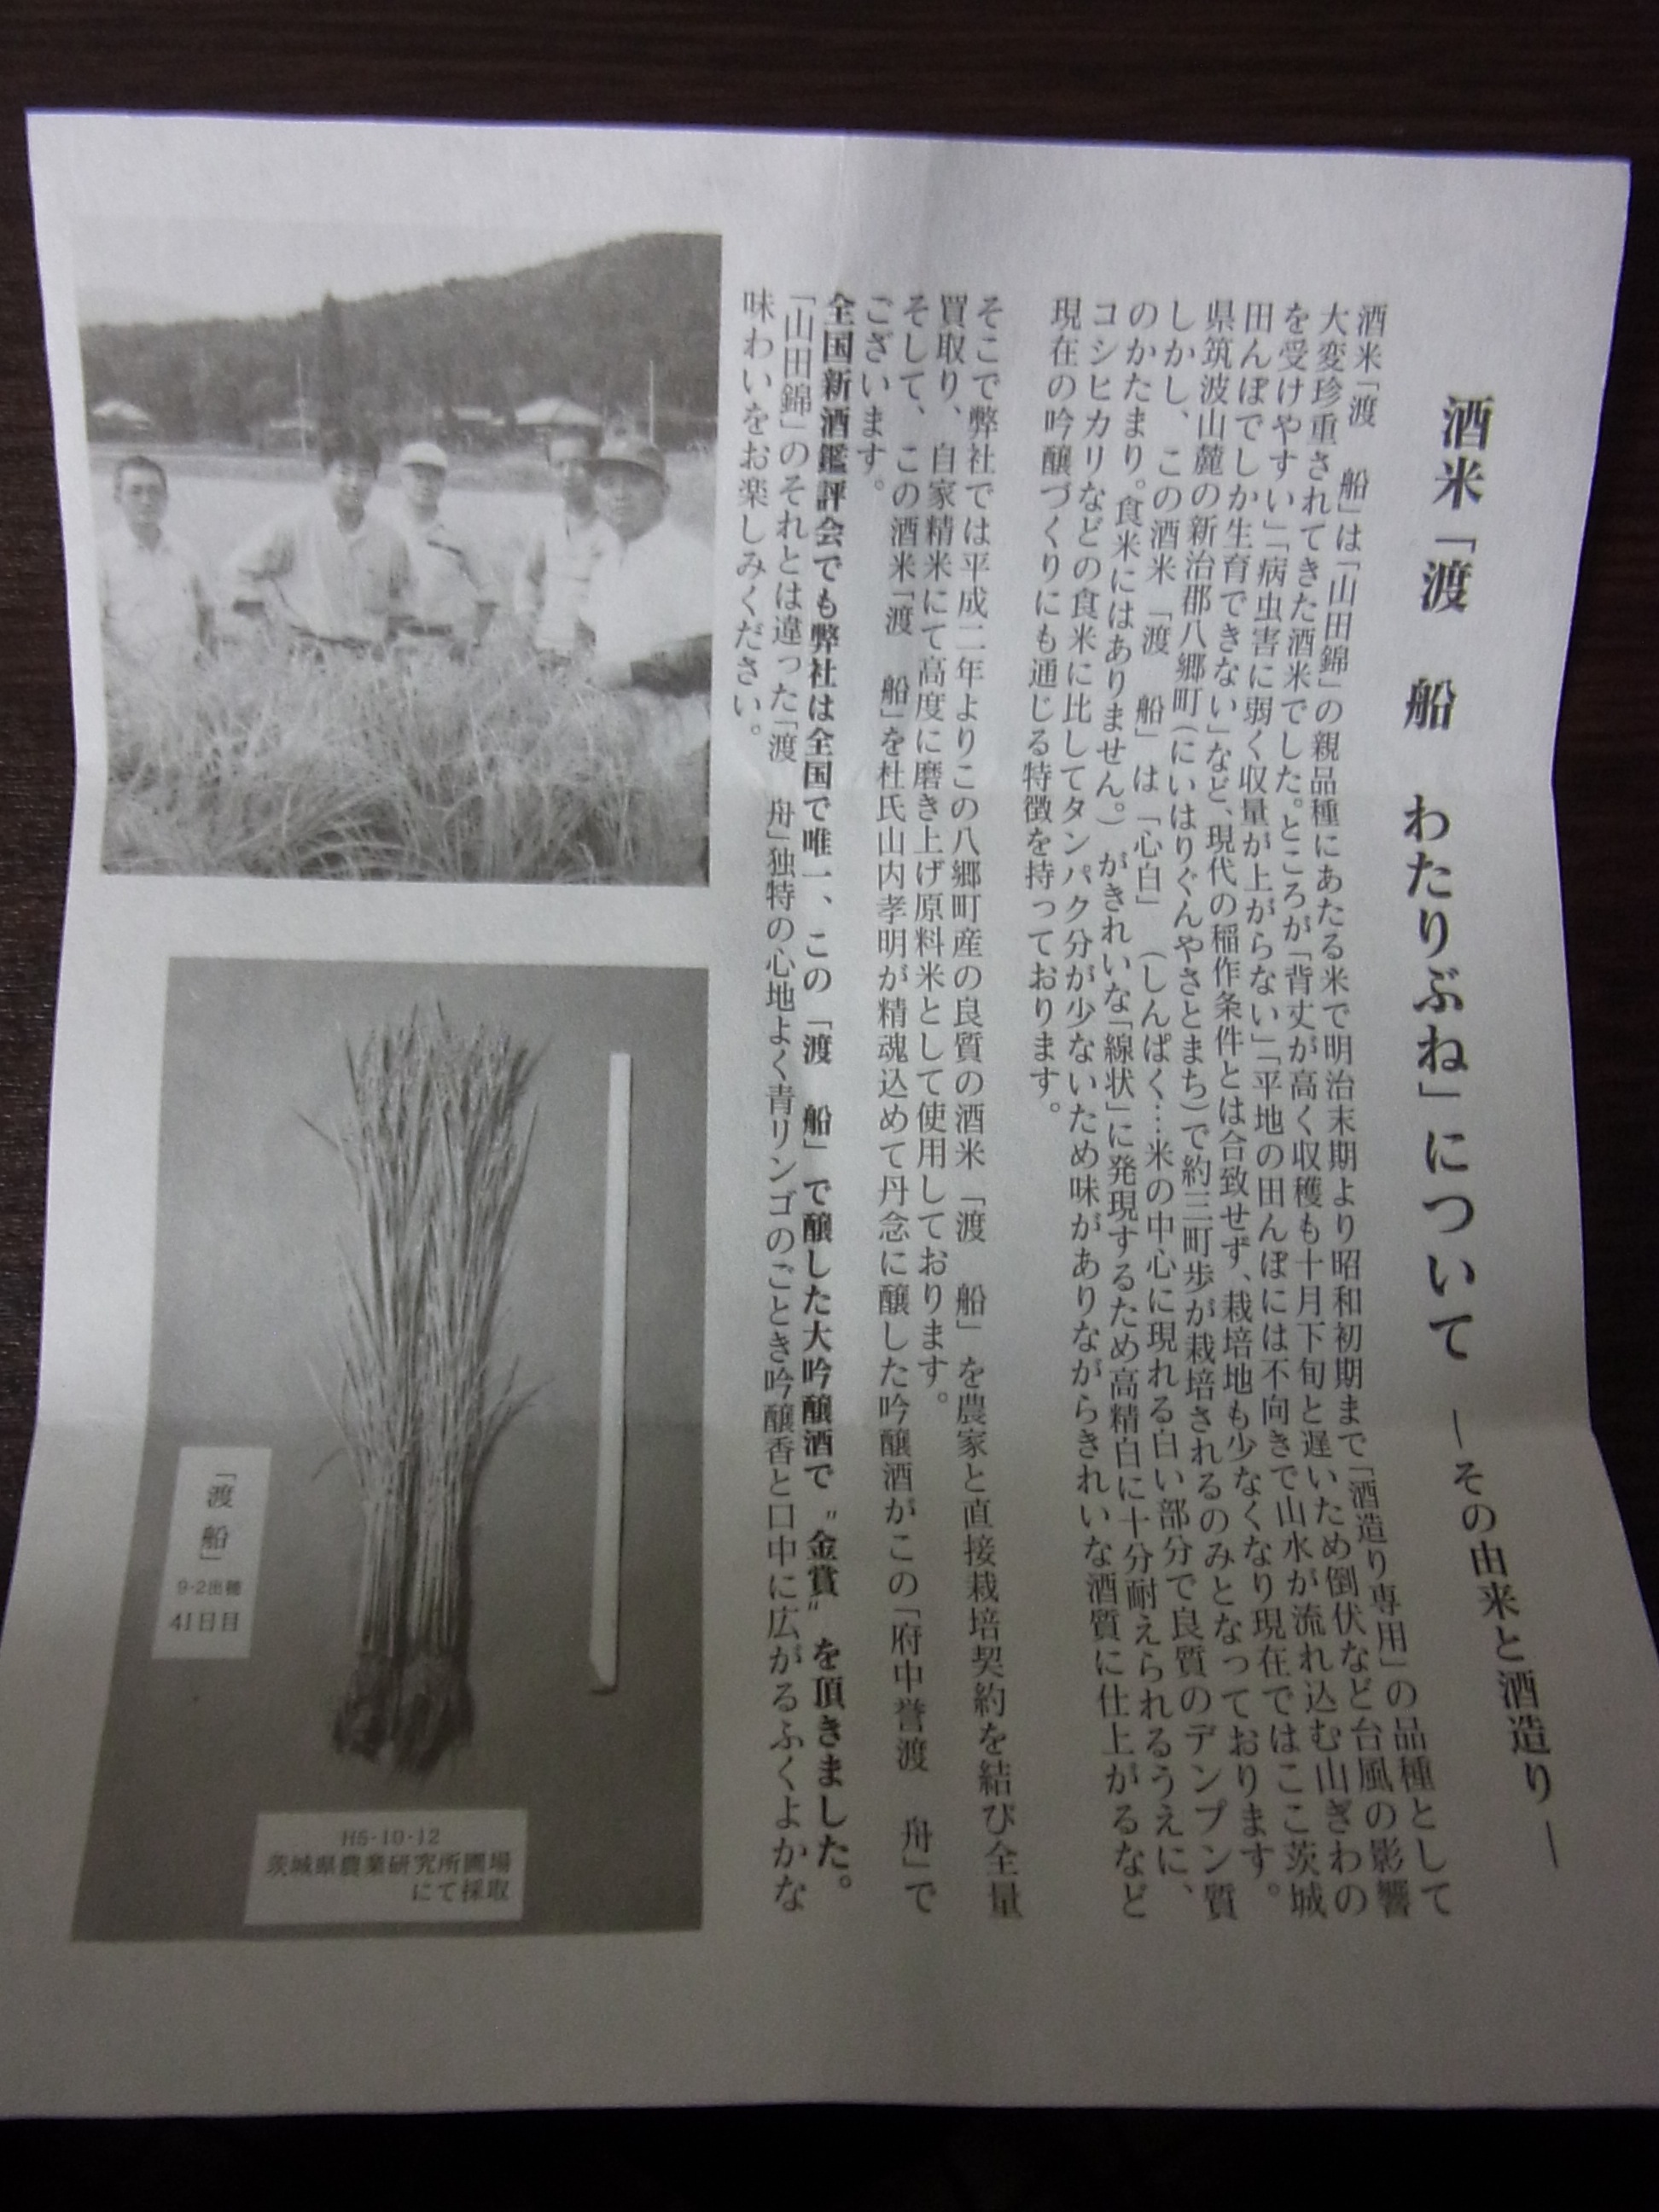 酒米「渡　船　わたりぶね」について　―その由来と酒造り―
酒米「渡　船」は「山田錦」の親品種にあたる米で明治末期より昭和初期まで「酒造り専用」の品種として
大変珍重されてきた酒米でした。ところが「背丈が高く収穫も十月下旬と遅いため倒伏など台風の影響
を受けやすい」「病虫害に弱く収量が上がらない」「平地の田んぼには不向きで山水が流れ込む山ぎわの
田んぼでしか生育できない」など、現代の稲作条件とは合致せず、栽培地も少なくなり現在ではここ茨城
県筑波山麓の新治郡八郷町(にいはりぐんやさとまち)で約三町歩が栽培されるのみとなっております。
しかし、この酒米「渡　船」は「心白」(しんぱく…米の中心に現れる白い部分で良質のデンプン質
のかたまり。食米にはありません。)がきれいな「線状」に発現するため高精白に十分耐えられるうえに、
コシヒカリなどの食米に比してタンパク分が少ないため味がありながらきれいな酒質に仕上がるなど
現在の吟醸づくりにも通じる特徴を持っております。
そこで弊社では平成二年よりこの八郷町産の良質の酒米「渡　船」を農家と直接栽培契約を結び全量
買取り、自家精米にて高度に磨き上げ原料米として使用しております。
そして、この酒米「渡　船」を杜氏山内孝明が精魂込めて丹念に醸した吟醸酒がこの「府中誉渡　舟」で
ございます。
全国新酒鑑評会でも弊社は全国で唯一、この「渡　船」で醸した大吟醸酒で〝金賞〟を頂きました。
「山田錦」のそれとは違った「渡　舟」独特の心地よく青リンゴのごとき吟醸香と口中に広がるふくよかな
味わいをお楽しみください。
「渡　船」
9・2出穂
41日目
H5・10・12
茨城県農業研究所圃場
にて採取